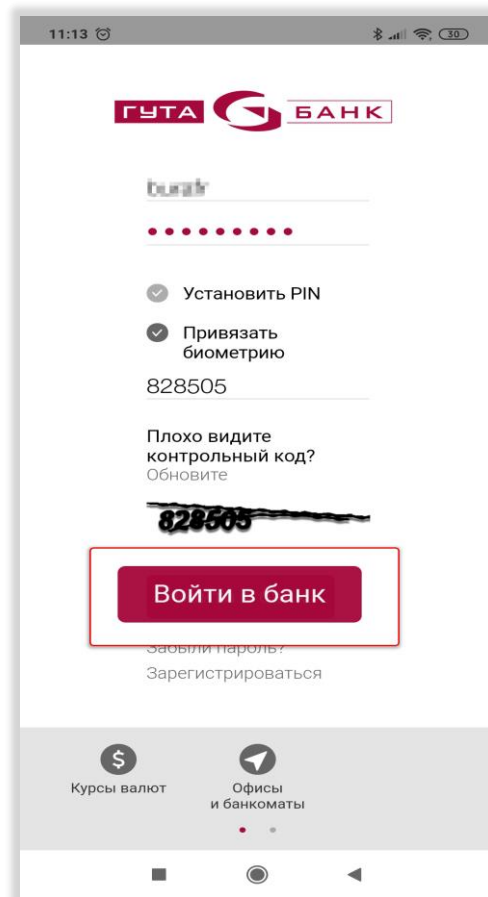 11:13
30
ГУТА БАНК
Установить PIN
Привязать
биометрию
828505
Плохо видите
контрольный код?
Обновите
828505
Войти в банк
Забыли пароль?
Зарегистрироваться
Курсы валют
Офисы
и банкоматы